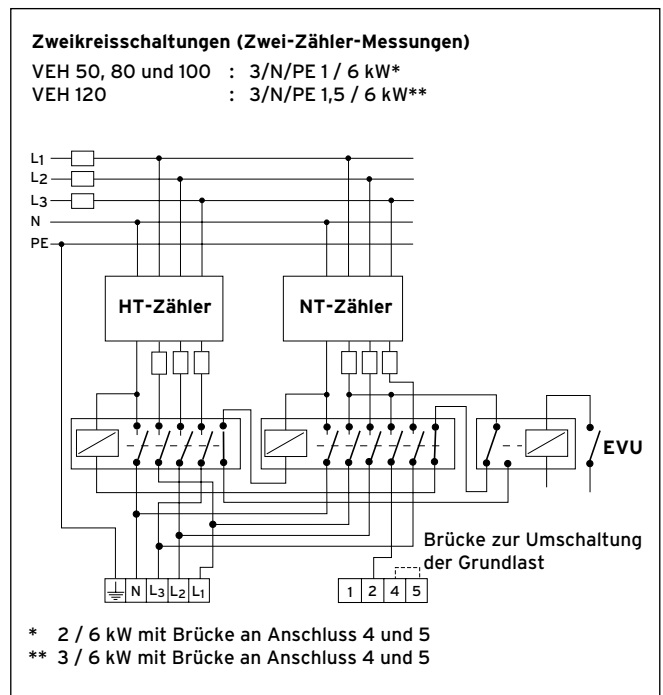 Zweikreisschaltungen (Zwei-Zähler-Messungen)
VEH 50, 80 und 100 : 3/N/PE 1 / 6 kW*
VEH 120 : 3/N/PE 1,5 / 6 kW**
L1
L2
L3
N
PE
HT-Zähler NT-Zähler
EVU
Brücke zur Umschaltung
der Grundlast
N L3 L2 L1 1 2 4 5
* 2 / 6 kW mit Brücke an Anschluss 4 und 5
** 3 / 6 kW mit Brücke an Anschluss 4 und 5